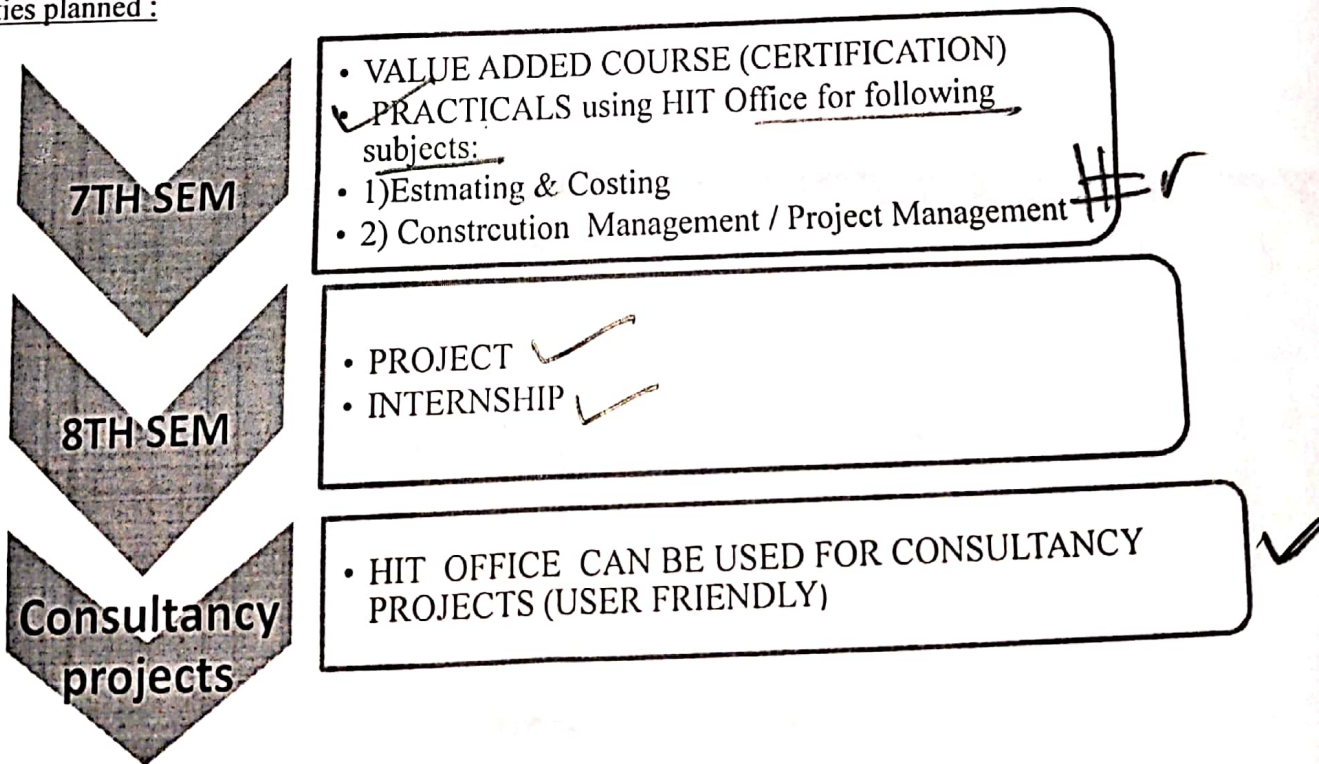 ties planned :
7TH SEM
• VALUE ADDED COURSE (CERTIFICATION)
• PRACTICALS using HIT Office for following
subjects:
• 1)Estmating & Costing
• 2) Constrcution Management / Project Management
8TH SEM
• PROJECT
• INTERNSHIP
Consultancy
projects
• HIT OFFICE CAN BE USED FOR CONSULTANCY
PROJECTS (USER FRIENDLY)